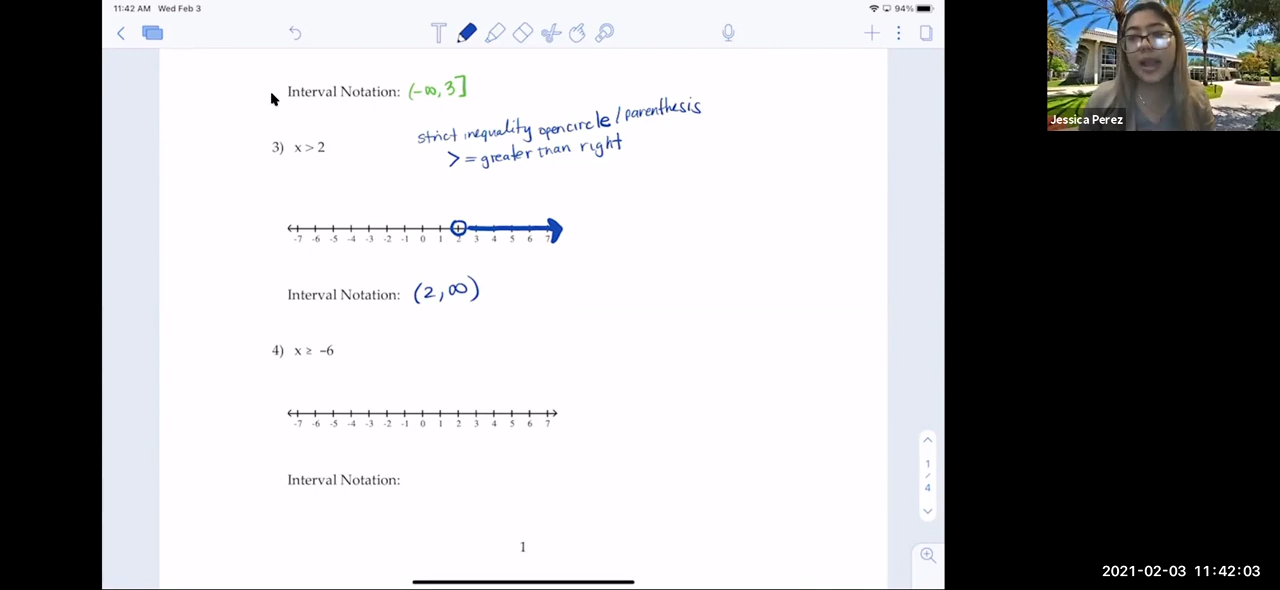 11:42 AM Wed Feb 3
94%
Interval Notation: (-∞, 3]
strict inequality open circle / parenthesis
> = greater than right
3) x > 2
-7 -6 -5 -4 -3 -2 -1 0 1 2 3 4 5 6 7
Interval Notation: (2, ∞)
4) x ≥ -6
-7 -6 -5 -4 -3 -2 -1 0 1 2 3 4 5 6 7
Interval Notation:
1
1
/
4
Jessica Perez
2021-02-03 11:42:03